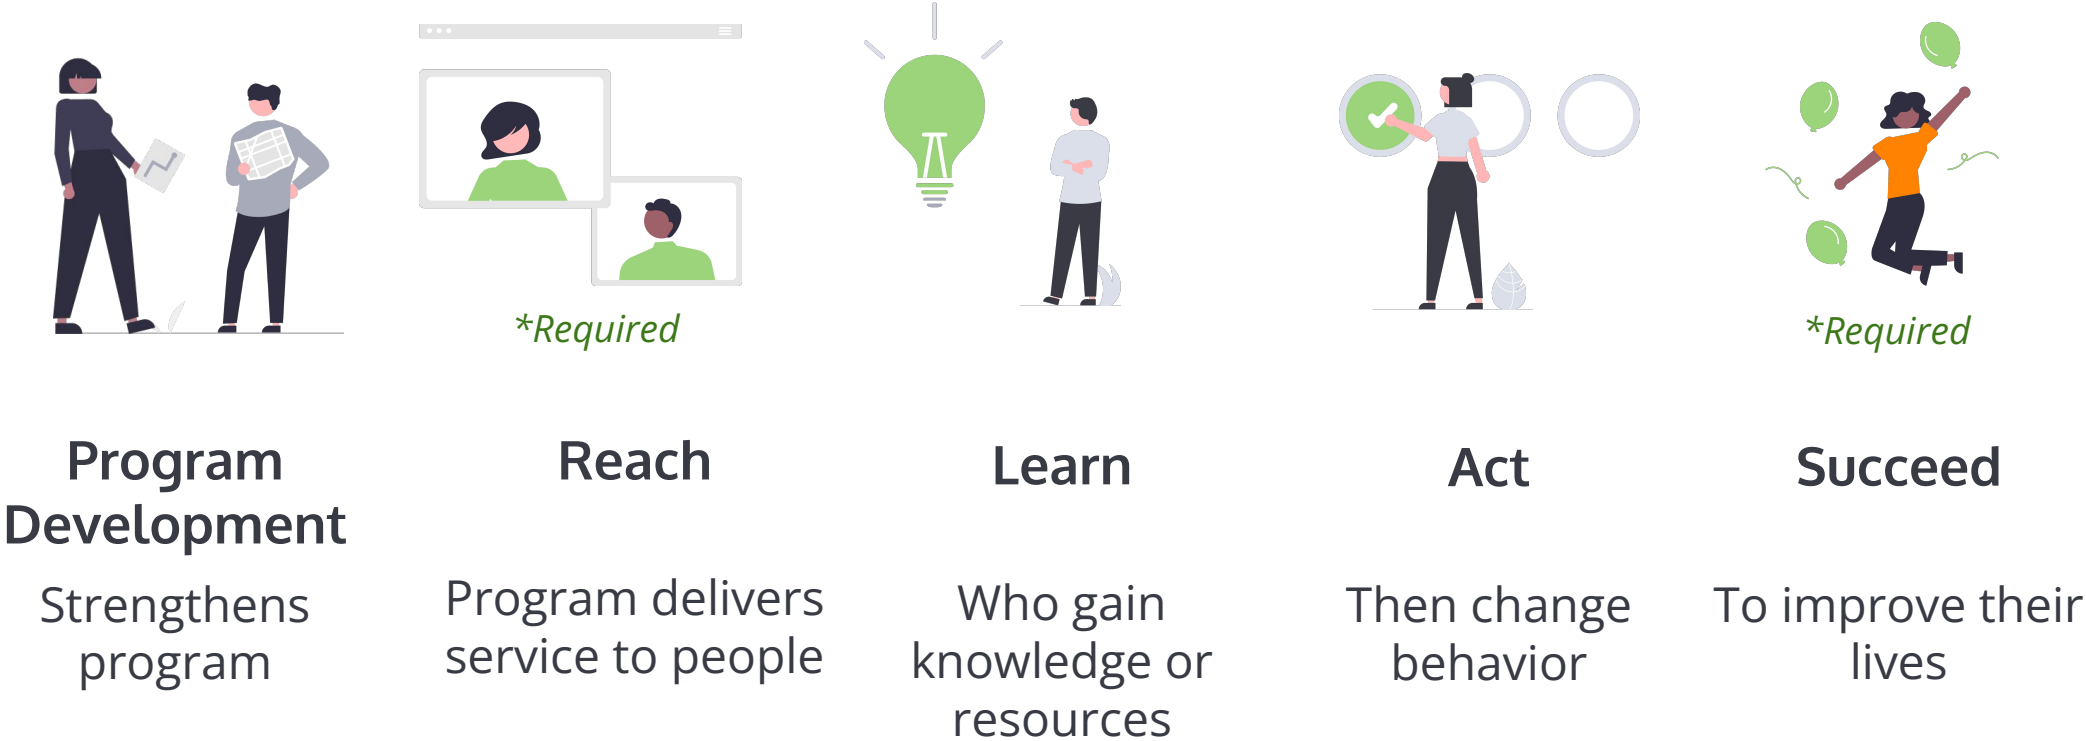 *Required
*Required
Program
Development
Strengthens
program
Reach
Program delivers
service to people
Learn
Who gain
knowledge or
resources
Act
Then change
behavior
Succeed
To improve their
lives